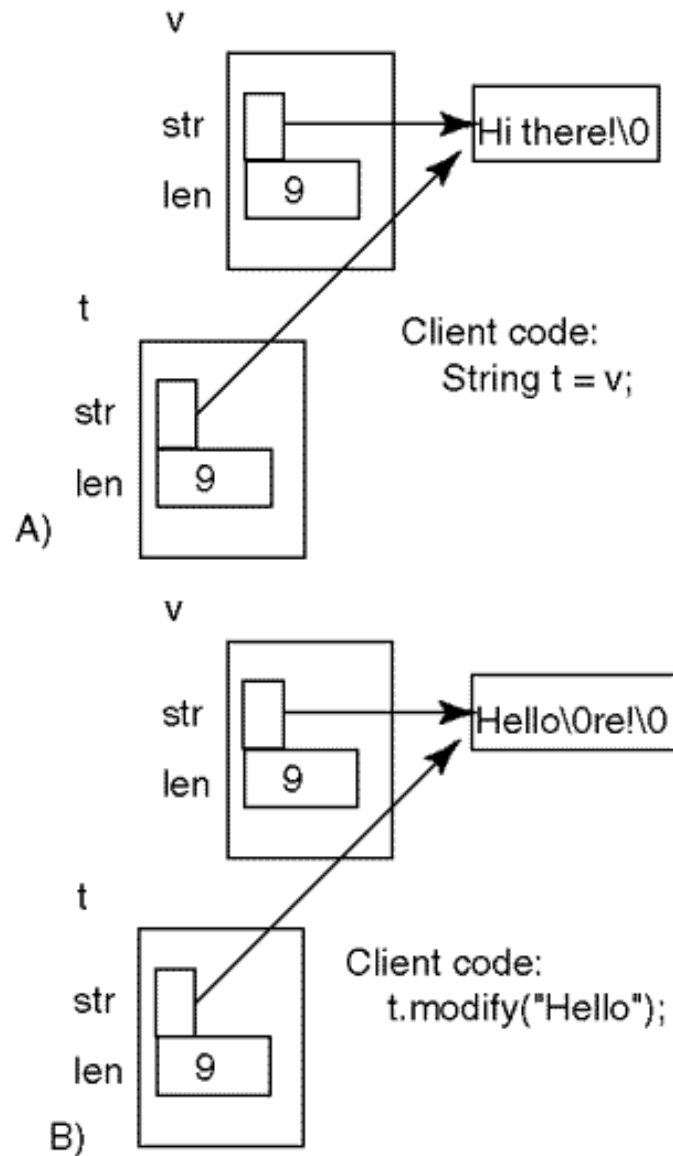 v
str
Hi there!\0
len
9
t
Client code:
String t = v;
str
len
9
A)
v
str
Hello\0re!\0
len
9
t
Client code:
t.modify("Hello");
str
len
9
B)